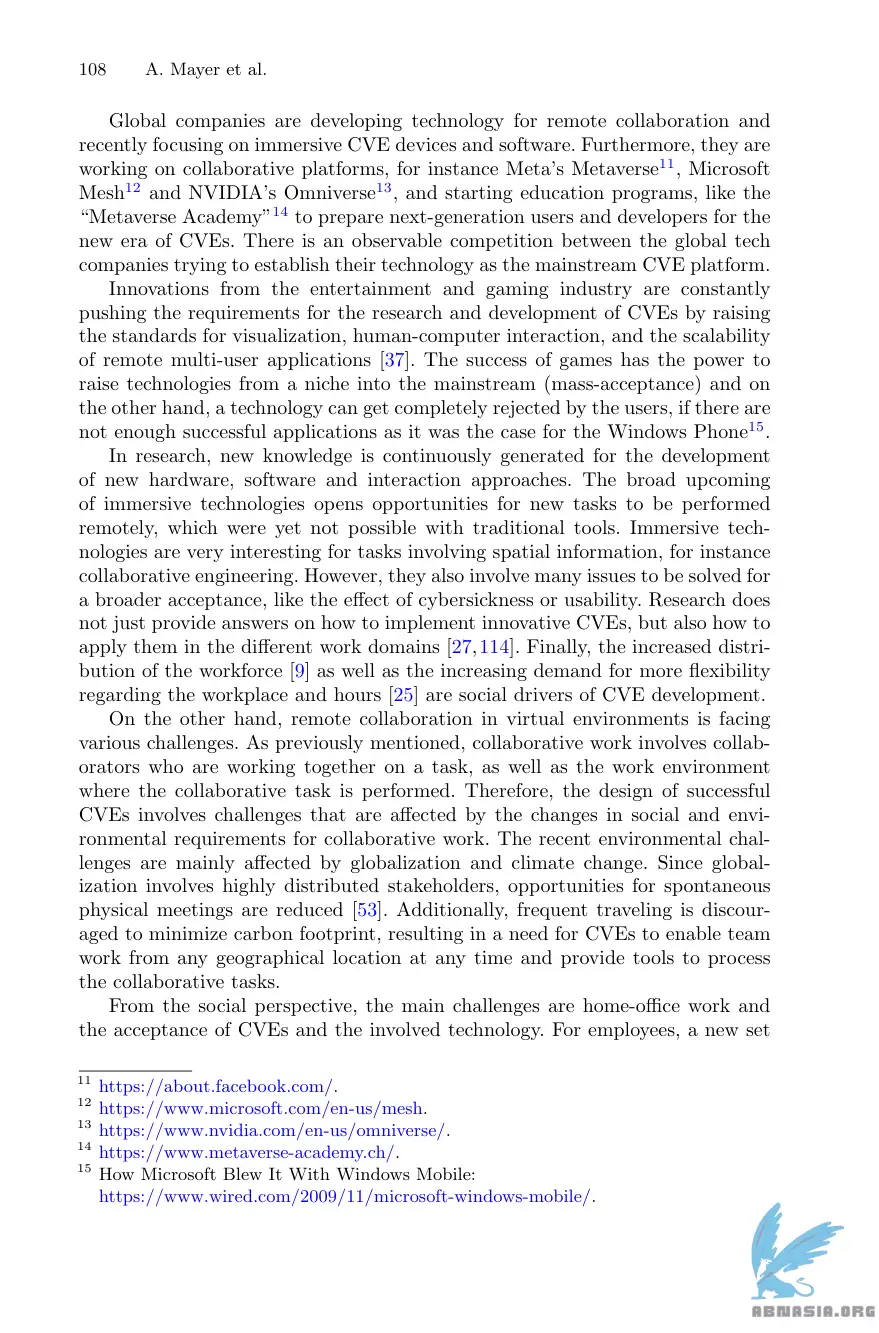 108 A. Mayer et al.
Global companies are developing technology for remote collaboration and
recently focusing on immersive CVE devices and software. Furthermore, they are
working on collaborative platforms, for instance Meta's Metaverse11, Microsoft
Mesh12 and NVIDIA's Omniverse13, and starting education programs, like the
“Metaverse Academy”14 to prepare next-generation users and developers for the
new era of CVEs. There is an observable competition between the global tech
companies trying to establish their technology as the mainstream CVE platform.
Innovations from the entertainment and gaming industry are constantly
pushing the requirements for the research and development of CVEs by raising
the standards for visualization, human-computer interaction, and the scalability
of remote multi-user applications [37]. The success of games has the power to
raise technologies from a niche into the mainstream (mass-acceptance) and on
the other hand, a technology can get completely rejected by the users, if there are
not enough successful applications as it was the case for the Windows Phone15.
In research, new knowledge is continuously generated for the development
of new hardware, software and interaction approaches. The broad upcoming
of immersive technologies opens opportunities for new tasks to be performed
remotely, which were yet not possible with traditional tools. Immersive tech-
nologies are very interesting for tasks involving spatial information, for instance
collaborative engineering. However, they also involve many issues to be solved for
a broader acceptance, like the effect of cybersickness or usability. Research does
not just provide answers on how to implement innovative CVEs, but also how to
apply them in the different work domains [27,114]. Finally, the increased distri-
bution of the workforce [9] as well as the increasing demand for more flexibility
regarding the workplace and hours [25] are social drivers of CVE development.
On the other hand, remote collaboration in virtual environments is facing
various challenges. As previously mentioned, collaborative work involves collab-
orators who are working together on a task, as well as the work environment
where the collaborative task is performed. Therefore, the design of successful
CVEs involves challenges that are affected by the changes in social and envi-
ronmental requirements for collaborative work. The recent environmental chal-
lenges are mainly affected by globalization and climate change. Since global-
ization involves highly distributed stakeholders, opportunities for spontaneous
physical meetings are reduced [53]. Additionally, frequent traveling is discour-
aged to minimize carbon footprint, resulting in a need for CVEs to enable team
work from any geographical location at any time and provide tools to process
the collaborative tasks.
From the social perspective, the main challenges are home-office work and
the acceptance of CVEs and the involved technology. For employees, a new set
11 https://about.facebook.com/.
12 https://www.microsoft.com/en-us/mesh.
13 https://www.nvidia.com/en-us/omniverse/.
14 https://www.metaverse-academy.ch/.
15 How Microsoft Blew It With Windows Mobile:
https://www.wired.com/2009/11/microsoft-windows-mobile/.
ABNASIA.ORG